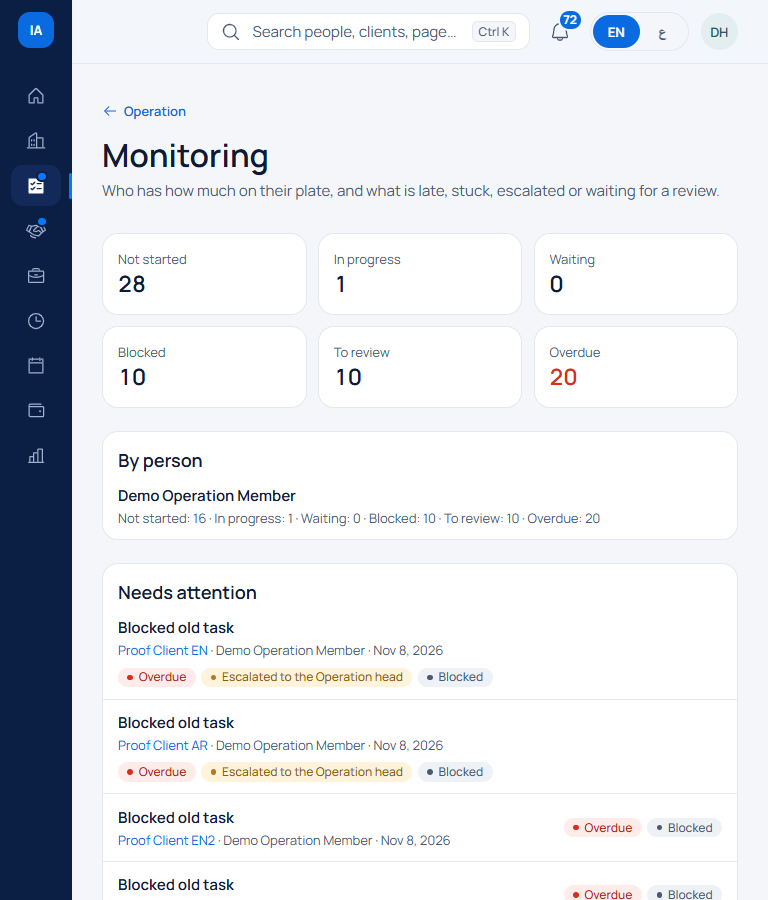 IA
Search people, clients, page...
Ctrl K
72
EN
ع
DH
← Operation
Monitoring
Who has how much on their plate, and what is late, stuck, escalated or waiting for a review.
Not started
28
In progress
1
Waiting
0
Blocked
10
To review
10
Overdue
20
By person
Demo Operation Member
Not started: 16 · In progress: 1 · Waiting: 0 · Blocked: 10 · To review: 10 · Overdue: 20
Needs attention
Blocked old task
Proof Client EN · Demo Operation Member · Nov 8, 2026
Overdue Escalated to the Operation head Blocked
Blocked old task
Proof Client AR · Demo Operation Member · Nov 8, 2026
Overdue Escalated to the Operation head Blocked
Blocked old task
Proof Client EN2 · Demo Operation Member · Nov 8, 2026
Overdue Blocked
Blocked old task
Overdue Blocked